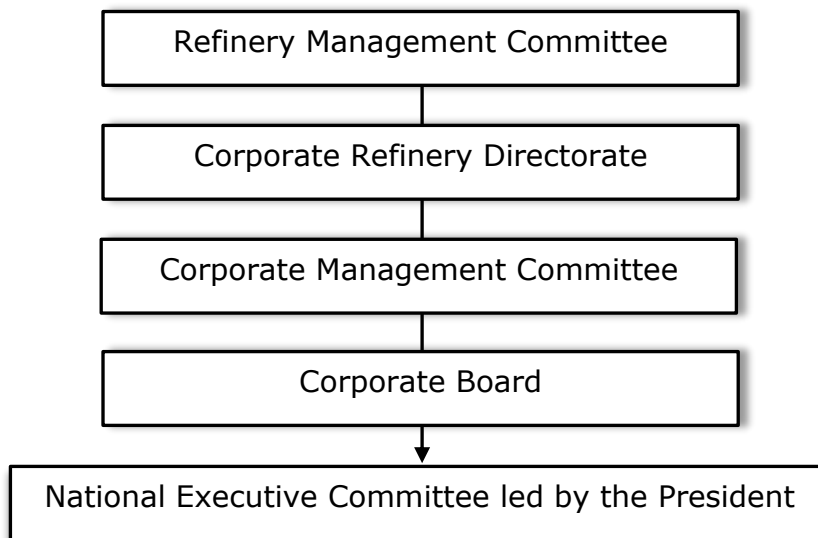 Refinery Management Committee
Corporate Refinery Directorate
Corporate Management Committee
Corporate Board
National Executive Committee led by the President